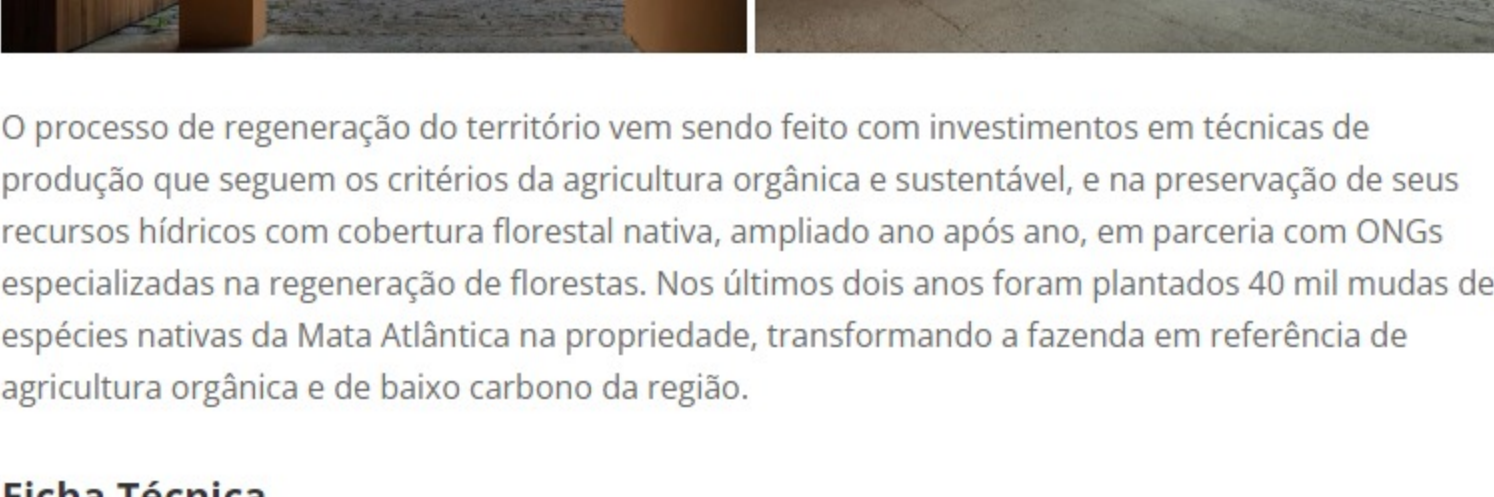 O processo de regeneração do território vem sendo feito com investimentos em técnicas de
produção que seguem os critérios da agricultura orgânica e sustentável, e na preservação de seus
recursos hídricos com cobertura florestal nativa, ampliado ano após ano, em parceria com ONGs
especializadas na regeneração de florestas. Nos últimos dois anos foram plantados 40 mil mudas de
espécies nativas da Mata Atlântica na propriedade, transformando a fazenda em referência de
agricultura orgânica e de baixo carbono da região.
Ficha Técnica